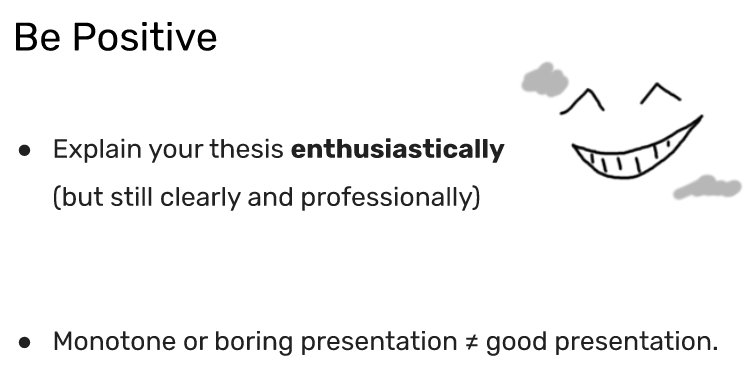 Be Positive
● Explain your thesis enthusiastically
(but still clearly and professionally)
● Monotone or boring presentation ≠ good presentation.